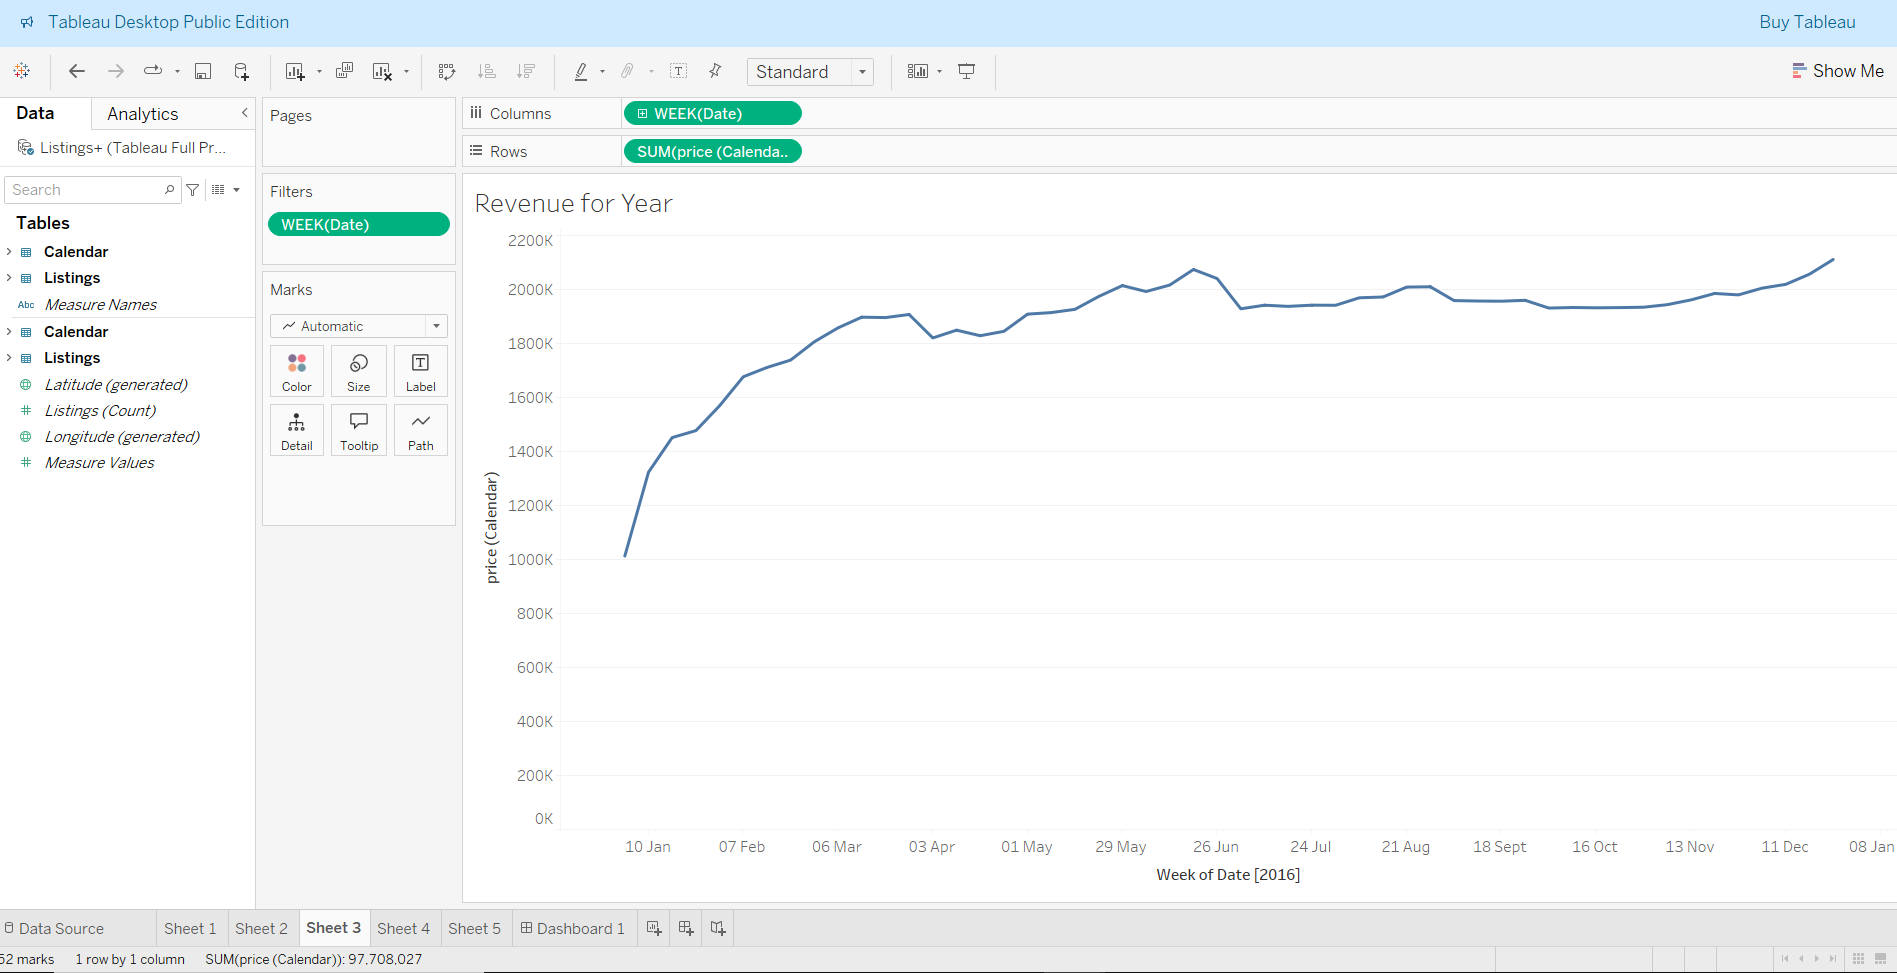 Tableau Desktop Public Edition
Buy Tableau
Standard
Show Me
Data
Analytics
Listings+ (Tableau Full Pr...
Search
Tables
Calendar
Listings
Abc Measure Names
Calendar
Listings
Latitude (generated)
Listings (Count)
Longitude (generated)
Measure Values
Pages
Filters
WEEK(Date)
Marks
Automatic
Color
Size
Label
Detail
Tooltip
Path
Columns
WEEK(Date)
Rows
SUM(price (Calenda..
Revenue for Year
2200K
2000K
1800K
1600K
1400K
1200K
1000K
800K
600K
400K
200K
0K
price (Calendar)
10 Jan
07 Feb
06 Mar
03 Apr
01 May
29 May
26 Jun
24 Jul
21 Aug
18 Sept
16 Oct
13 Nov
11 Dec
08 Jan
Week of Date [2016]
Data Source
Sheet 1
Sheet 2
Sheet 3
Sheet 4
Sheet 5
Dashboard 1
52 marks
1 row by 1 column
SUM(price (Calendar)): 97,708,027